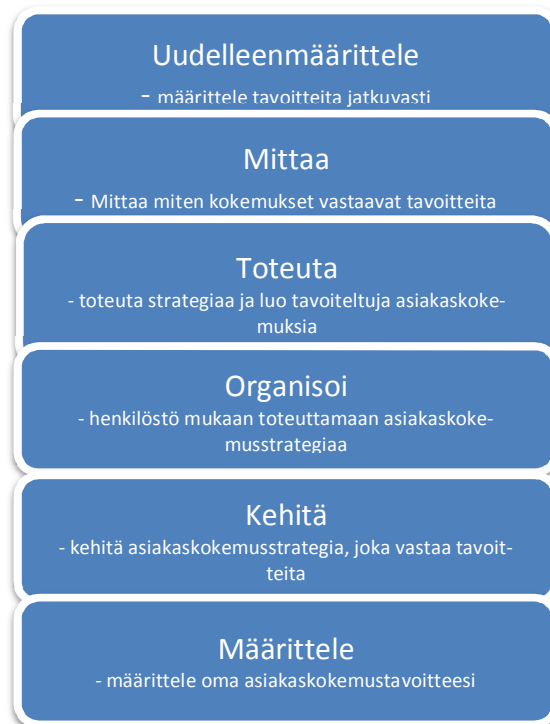 Uudelleenmäärittele
- määrittele tavoitteita jatkuvasti
Mittaa
- Mittaa miten kokemukset vastaavat tavoitteita
Toteuta
- toteuta strategiaa ja luo tavoiteltuja asiakaskoke-
muksia
Organisoi
- henkilöstö mukaan toteuttamaan asiakaskoke-
musstrategiaa
Kehitä
- kehitä asiakaskokemusstrategia, joka vastaa tavoit-
teita
Määrittele
- määrittele oma asiakaskokemustavoitteesi